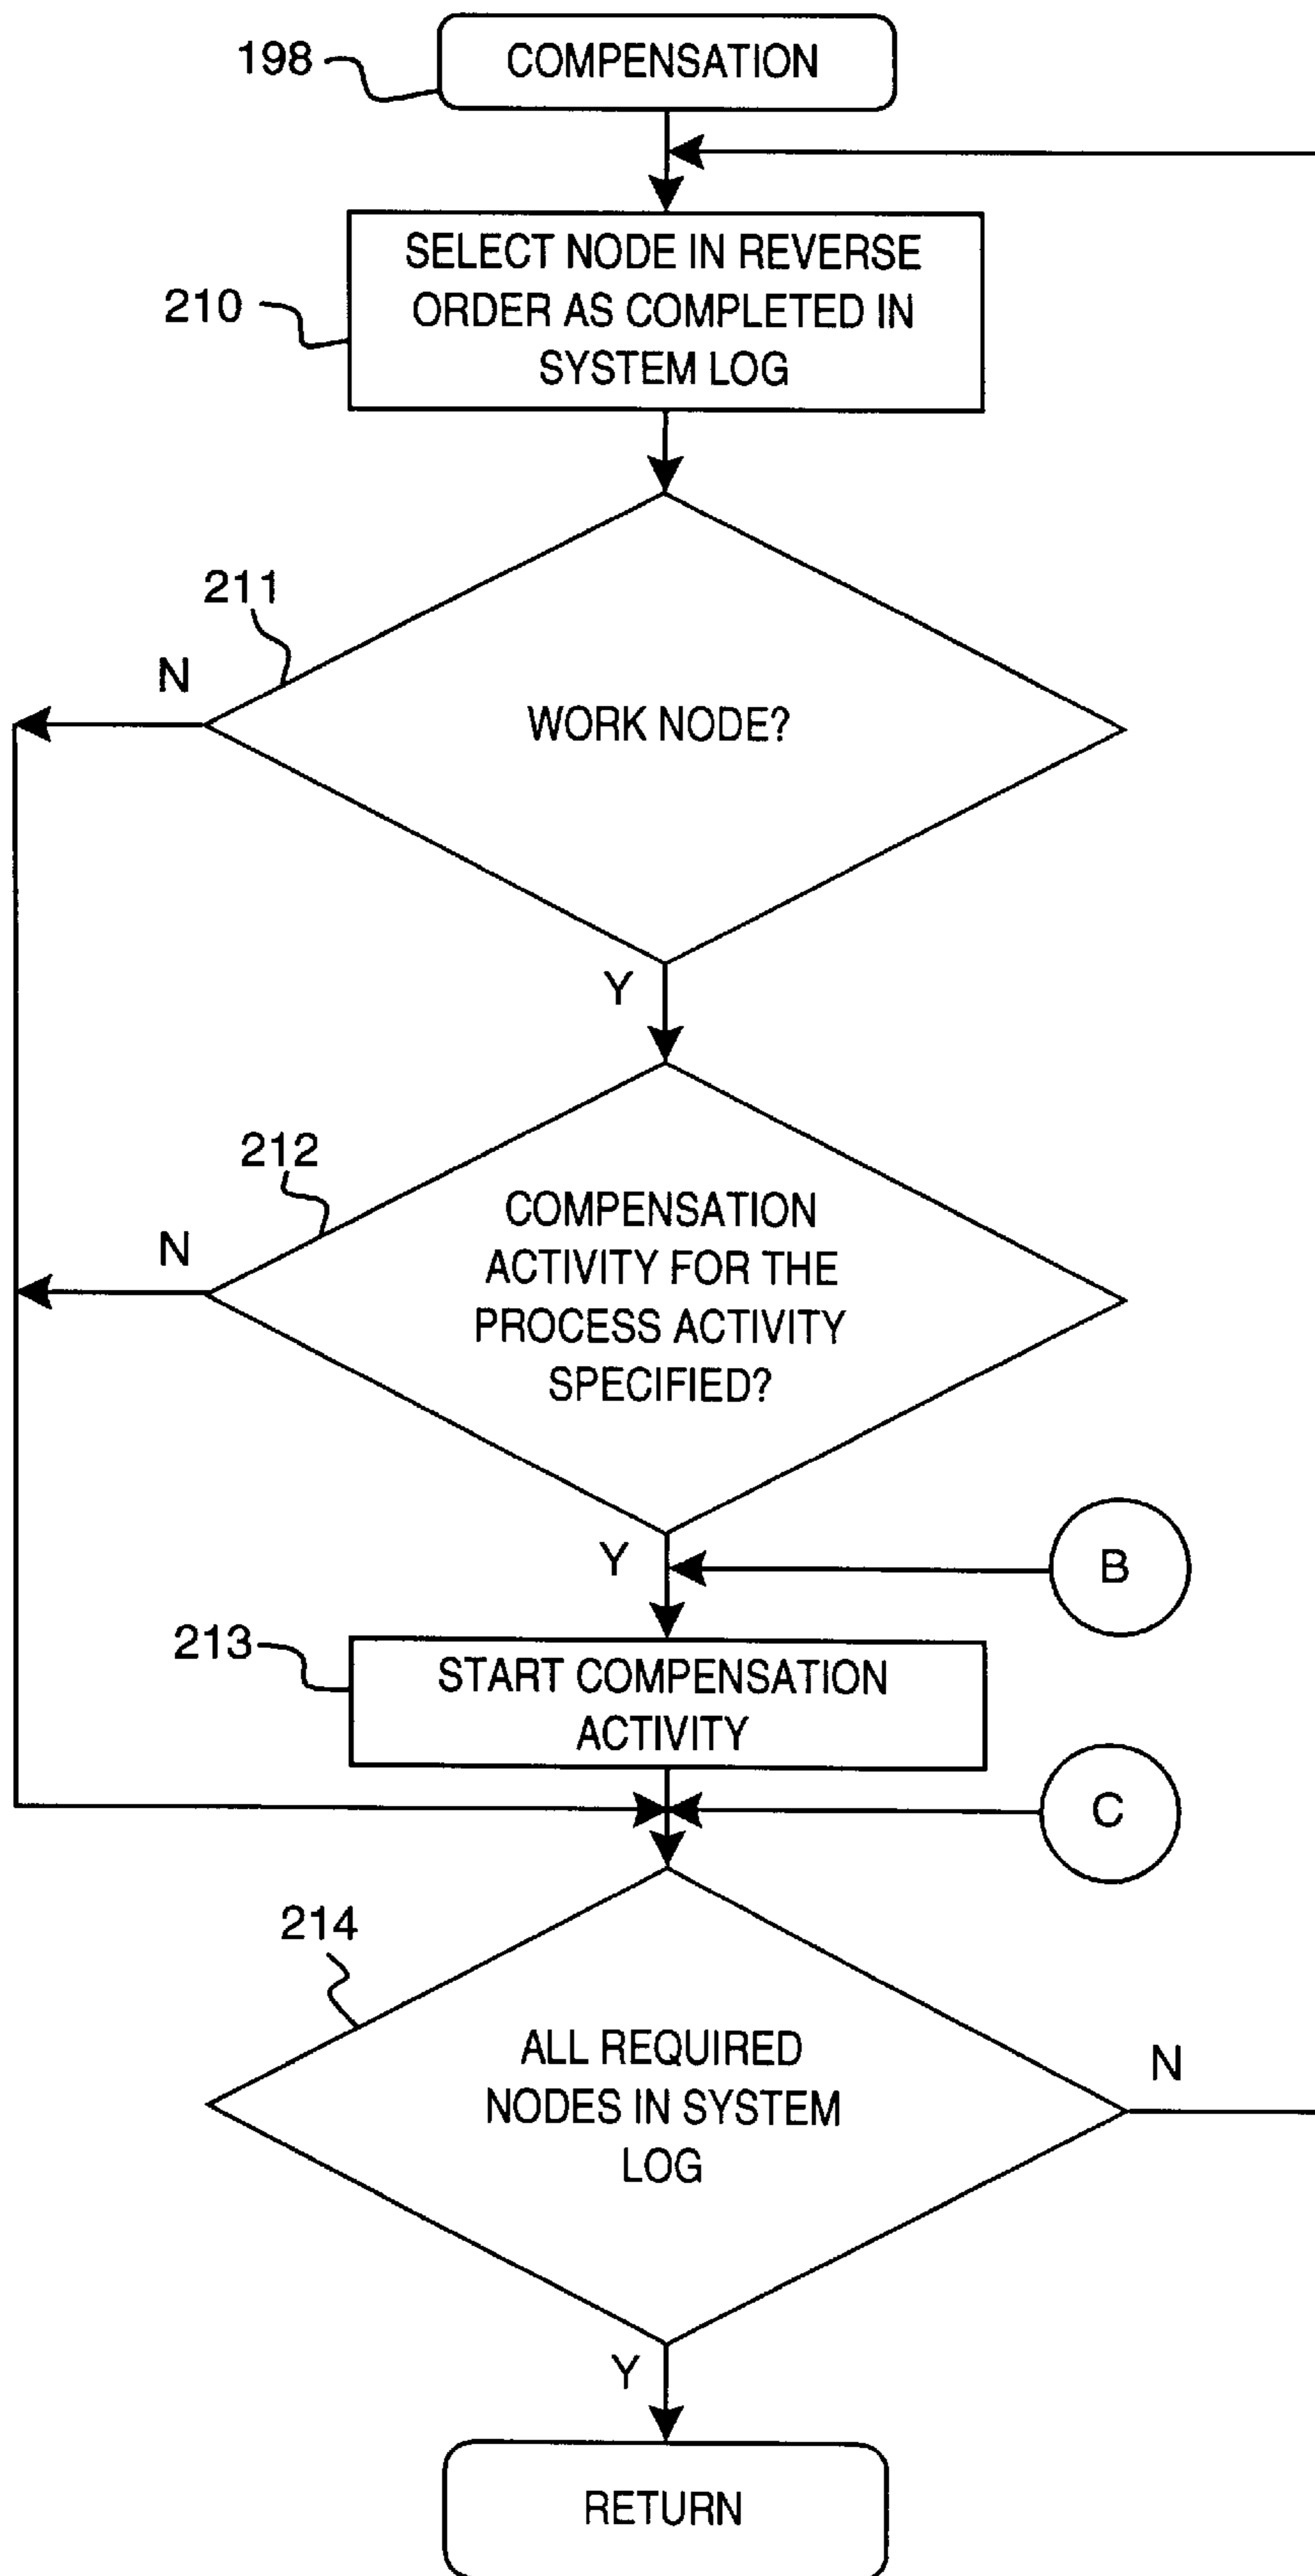 198
COMPENSATION
210
SELECT NODE IN REVERSE
ORDER AS COMPLETED IN
SYSTEM LOG
211
N
WORK NODE?
Y
212
N
COMPENSATION
ACTIVITY FOR THE
PROCESS ACTIVITY
SPECIFIED?
Y
B
213
START COMPENSATION
ACTIVITY
C
214
ALL REQUIRED
NODES IN SYSTEM
LOG
N
Y
RETURN